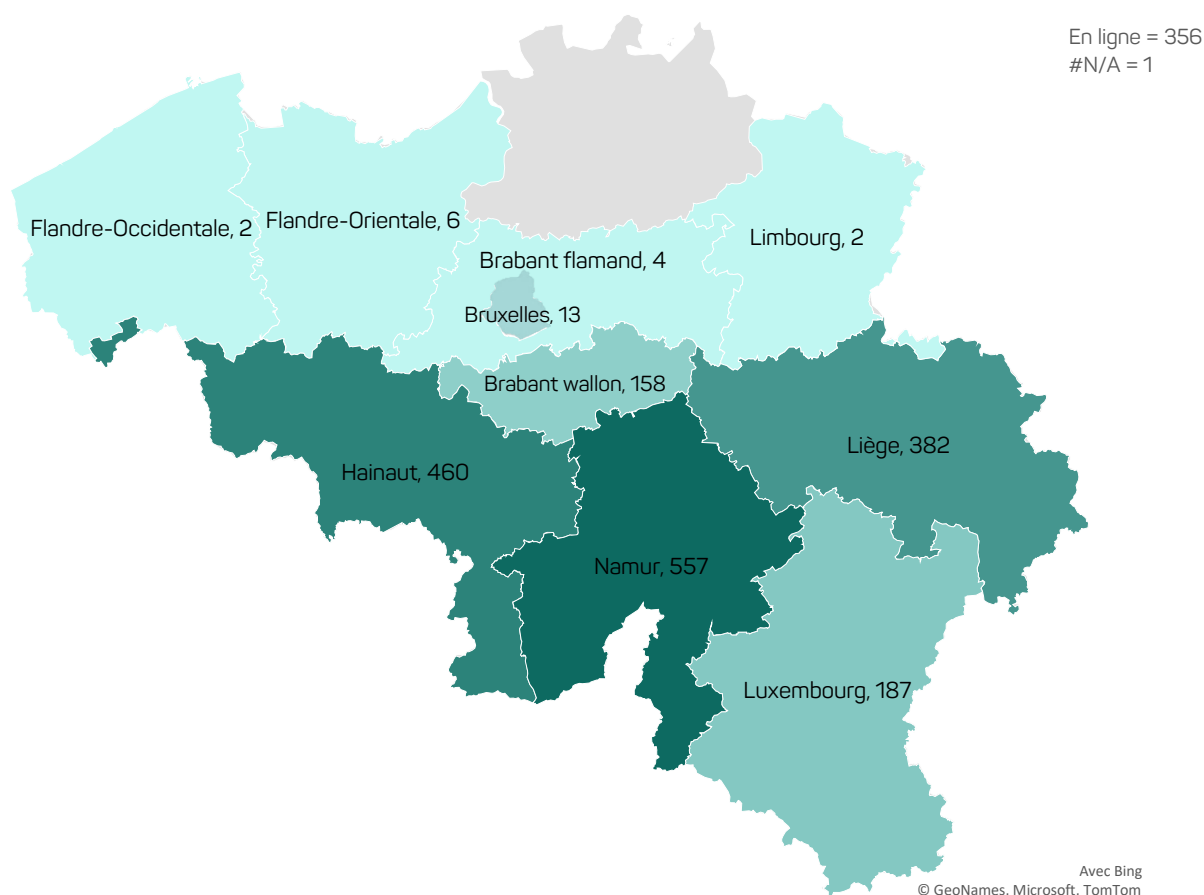 En ligne = 356
#N/A = 1
Flandre-Occidentale, 2
Flandre-Orientale, 6
Limbourg, 2
Brabant flamand, 4
Bruxelles, 13
Brabant wallon, 158
Liège, 382
Hainaut, 460
Namur, 557
Luxembourg, 187
Avec Bing
© GeoNames, Microsoft, TomTom